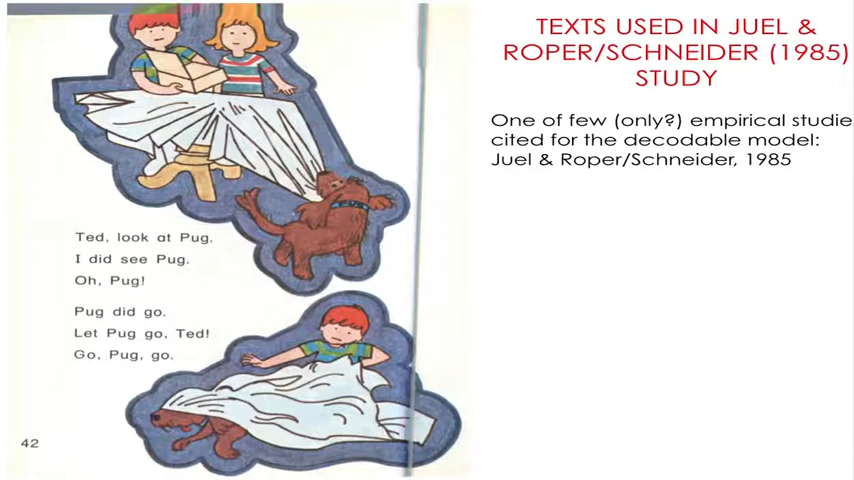 TEXTS USED IN JUEL &
ROPER/SCHNEIDER (1985)
STUDY
One of few (only?) empirical studie
cited for the decodable model:
Juel & Roper/Schneider, 1985
Ted, look at Pug.
I did see Pug.
Oh, Pug!
Pug did go.
Let Pug go, Ted!
Go, Pug, go.
42